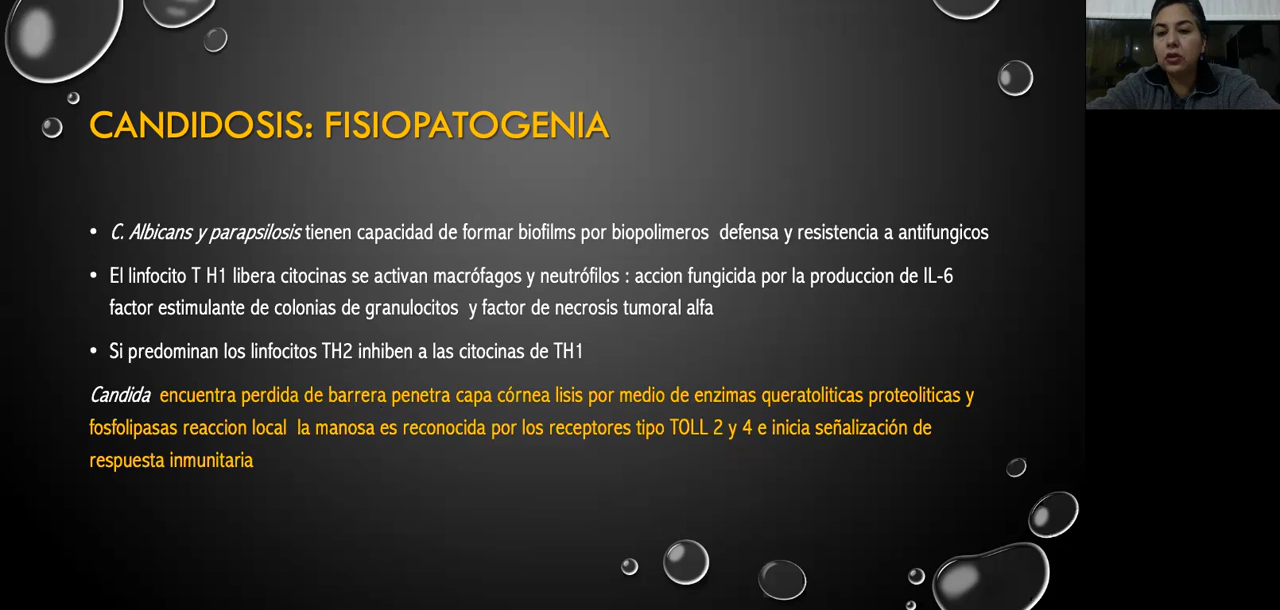 CANDIDOSIS: FISIOPATOGENIA
• C. Albicans y parapsilosis tienen capacidad de formar biofilms por biopolimeros defensa y resistencia a antifungicos
• El linfocito T H1 libera citocinas se activan macrófagos y neutrófilos : accion fungicida por la produccion de IL-6
factor estimulante de colonias de granulocitos y factor de necrosis tumoral alfa
• Si predominan los linfocitos TH2 inhiben a las citocinas de TH1
Candida encuentra perdida de barrera penetra capa córnea lisis por medio de enzimas queratoliticas proteoliticas y
fosfolipasas reaccion local la manosa es reconocida por los receptores tipo TOLL 2 y 4 e inicia señalización de
respuesta inmunitaria